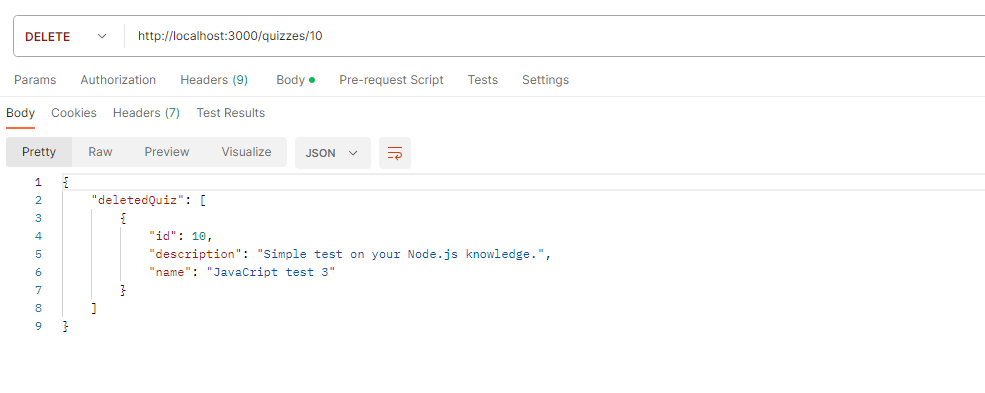 DELETE http://localhost:3000/quizzes/10
Params Authorization Headers (9) Body Pre-request Script Tests Settings
Body Cookies Headers (7) Test Results
Pretty Raw Preview Visualize JSON
1 {
2 "deletedQuiz": [
3 {
4 "id": 10,
5 "description": "Simple test on your Node.js knowledge.",
6 "name": "JavaCript test 3"
7 }
8 ]
9 }